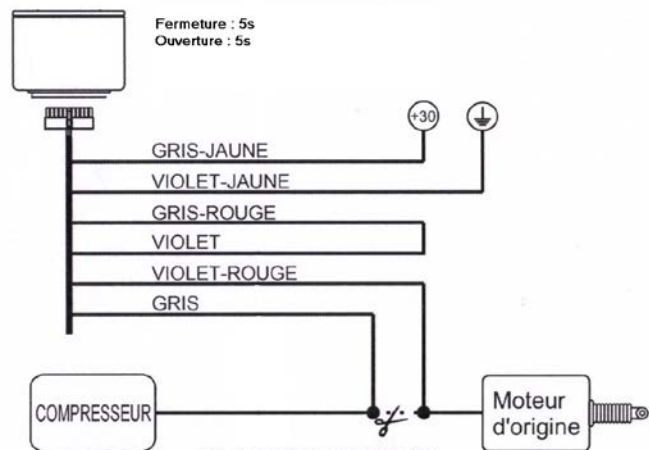 Fermeture : 5s
Ouverture : 5s
+30
GRIS-JAUNE
VIOLET-JAUNE
GRIS-ROUGE
VIOLET
VIOLET-ROUGE
GRIS
COMPRESSEUR
Moteur
d'origine